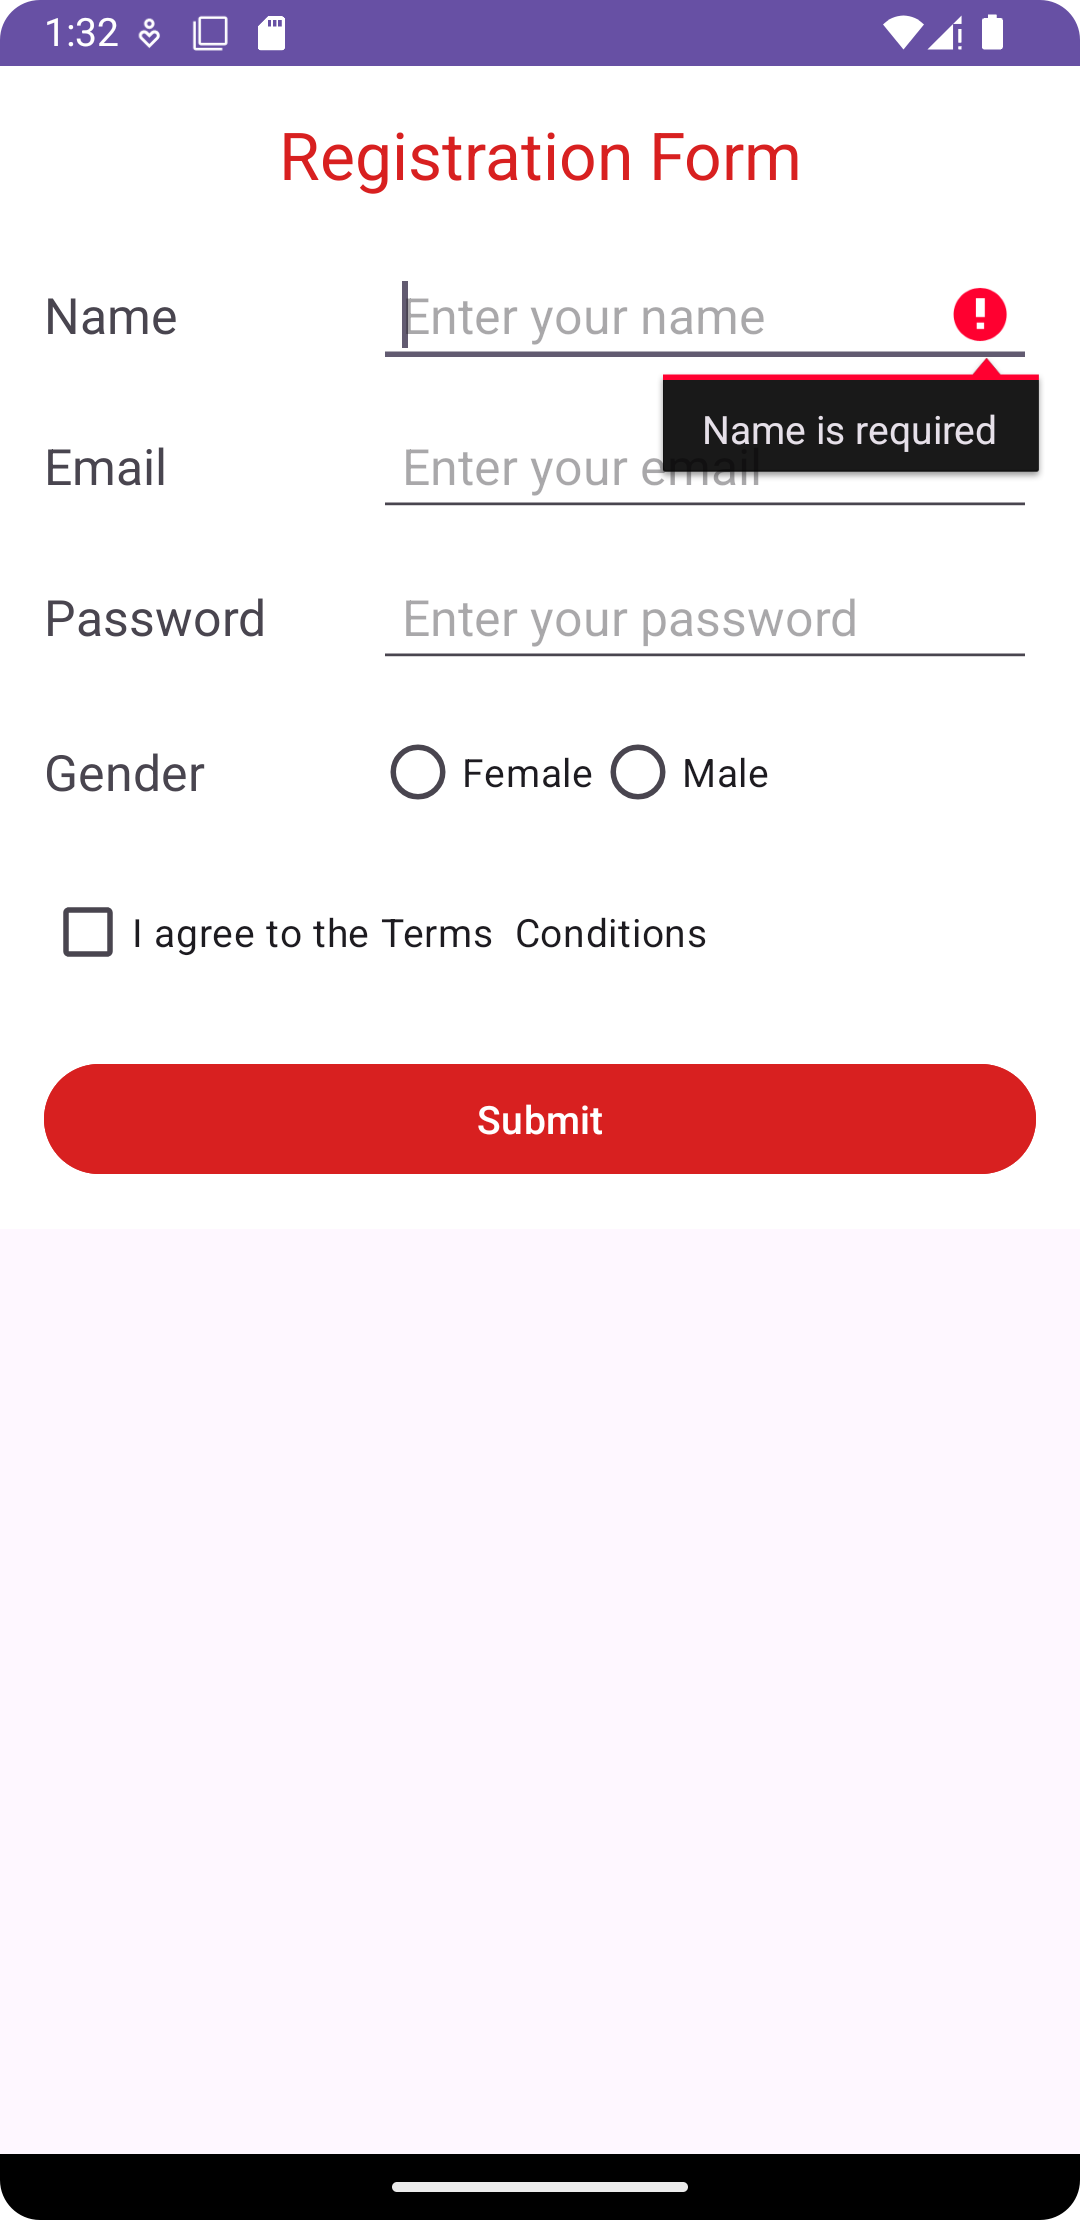 1:32
Registration Form
Name Enter your name
Name is required
Email Enter your email
Password Enter your password
Gender Female Male
I agree to the Terms  Conditions
Submit